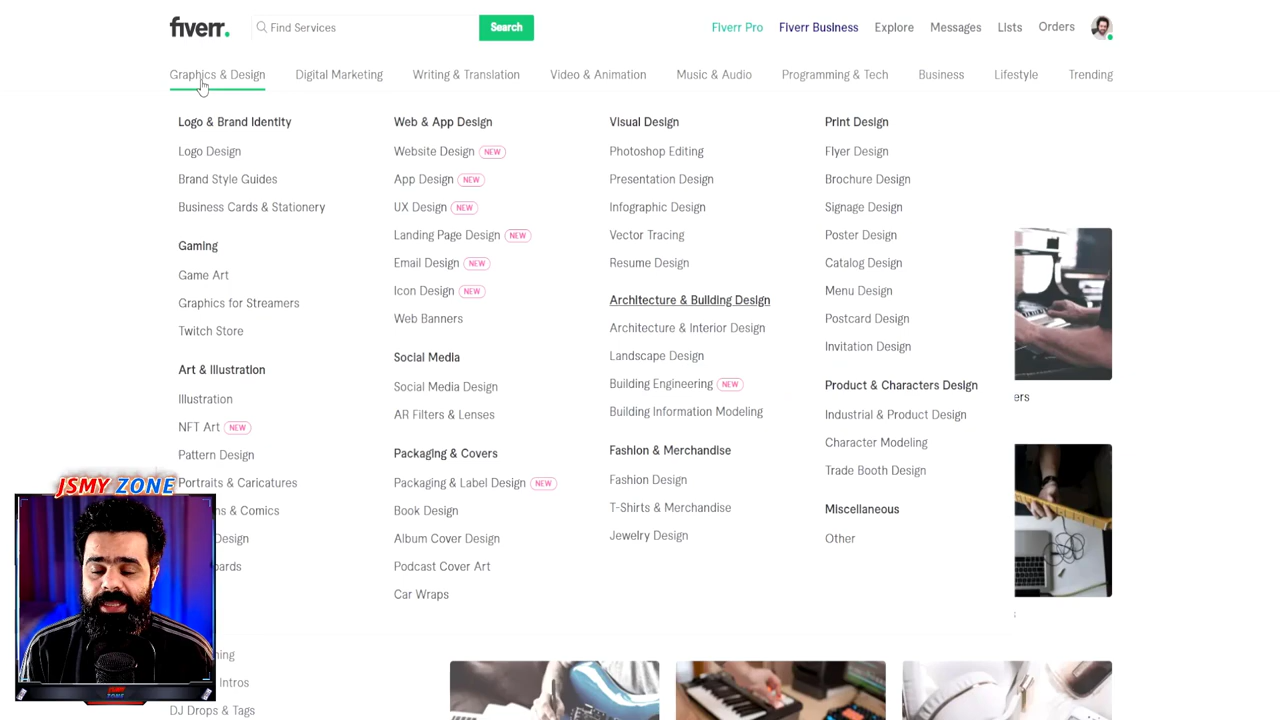 fiverr.
Find Services
Search
Fiverr Pro
Fiverr Business
Explore
Messages
Lists
Orders
Graphics & Design
Digital Marketing
Writing & Translation
Video & Animation
Music & Audio
Programming & Tech
Business
Lifestyle
Trending
Logo & Brand Identity
Logo Design
Brand Style Guides
Business Cards & Stationery
Gaming
Game Art
Graphics for Streamers
Twitch Store
Art & Illustration
Illustration
NFT Art NEW
Pattern Design
Portraits & Caricatures
& Comics
Design
Web & App Design
Website Design NEW
App Design NEW
UX Design NEW
Landing Page Design NEW
Email Design NEW
Icon Design NEW
Web Banners
Social Media
Social Media Design
AR Filters & Lenses
Packaging & Covers
Packaging & Label Design NEW
Book Design
Album Cover Design
Podcast Cover Art
Car Wraps
Visual Design
Photoshop Editing
Presentation Design
Infographic Design
Vector Tracing
Resume Design
Architecture & Building Design
Architecture & Interior Design
Landscape Design
Building Engineering NEW
Building Information Modeling
Fashion & Merchandise
Fashion Design
T-Shirts & Merchandise
Jewelry Design
Print Design
Flyer Design
Brochure Design
Signage Design
Poster Design
Catalog Design
Menu Design
Postcard Design
Invitation Design
Product & Characters Design
Industrial & Product Design
Character Modeling
Trade Booth Design
Miscellaneous
Other
ers
JSMY ZONE
Intros
DJ Drops & Tags
JSMY
ZONE